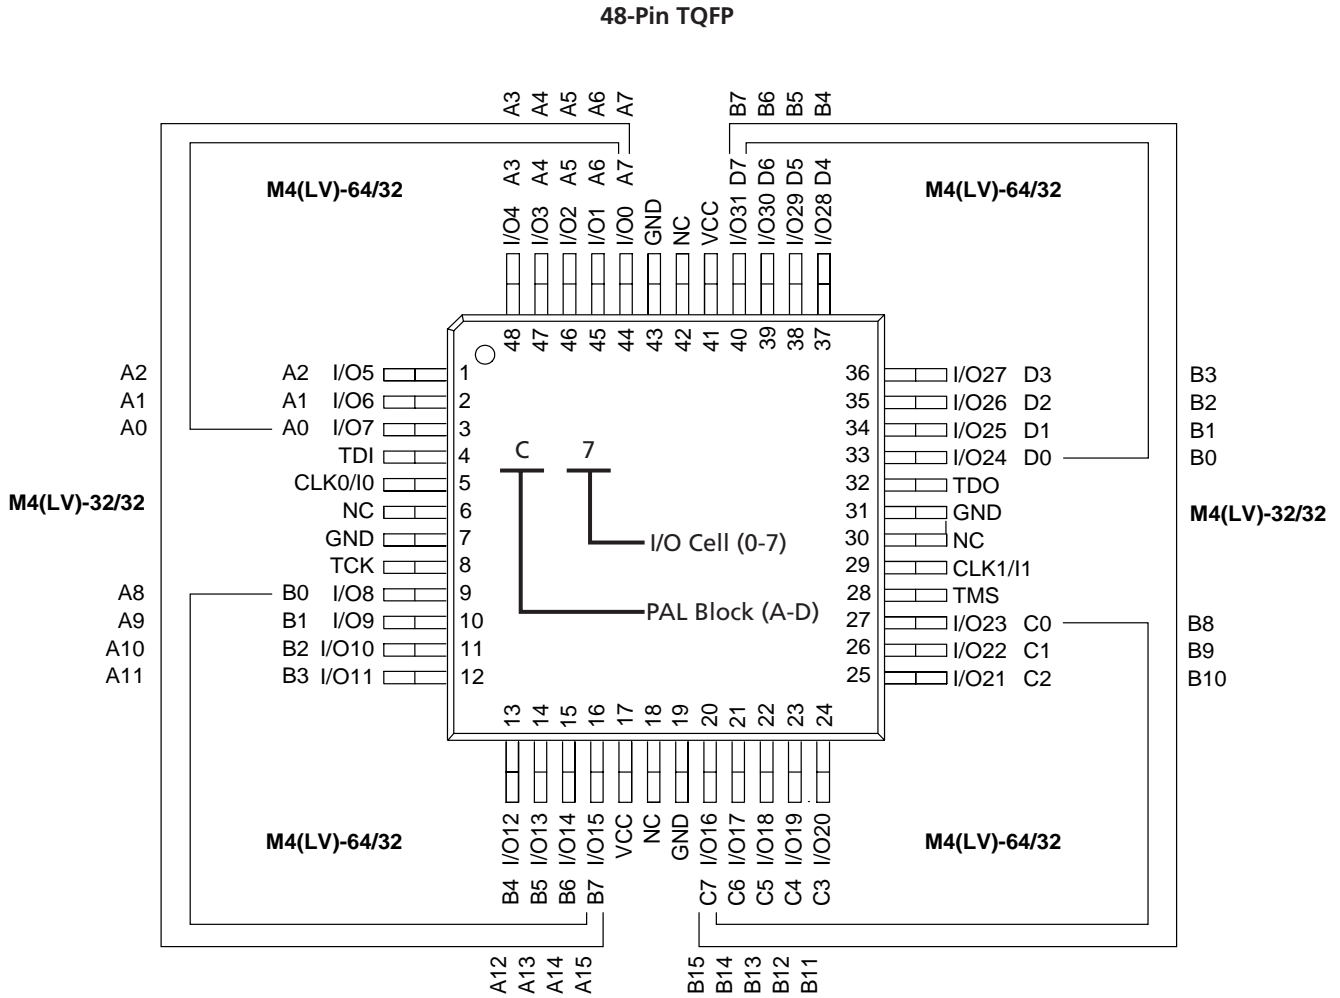 48-Pin TQFP
A3 A4 A5 A6 A7 B7 B6 B5 B4
M4(LV)-64/32 A3 A4 A5 A6 A7 D7 D6 D5 D4 M4(LV)-64/32
I/O4 I/O3 I/O2 I/O1 I/O0 GND NC VCC I/O31 I/O30 I/O29 I/O28
48 47 46 45 44 43 42 41 40 39 38 37
A2 A2 I/O5 1 36 I/O27 D3 B3
A1 A1 I/O6 2 35 I/O26 D2 B2
A0 A0 I/O7 3 34 I/O25 D1 B1
TDI 4 C 7 33 I/O24 D0 B0
CLK0/I0 5 32 TDO
M4(LV)-32/32 NC 6 31 GND M4(LV)-32/32
GND 7 I/O Cell (0-7) 30 NC
TCK 8 29 CLK1/I1
A8 B0 I/O8 9 PAL Block (A-D) 28 TMS
A9 B1 I/O9 10 27 I/O23 C0 B8
A10 B2 I/O10 11 26 I/O22 C1 B9
A11 B3 I/O11 12 25 I/O21 C2 B10
13 14 15 16 17 18 19 20 21 22 23 24
M4(LV)-64/32 I/O12 I/O13 I/O14 I/O15 VCC NC GND I/O16 I/O17 I/O18 I/O19 I/O20 M4(LV)-64/32
B4 B5 B6 B7 C7 C6 C5 C4 C3
A12 A13 A14 A15 B15 B14 B13 B12 B11